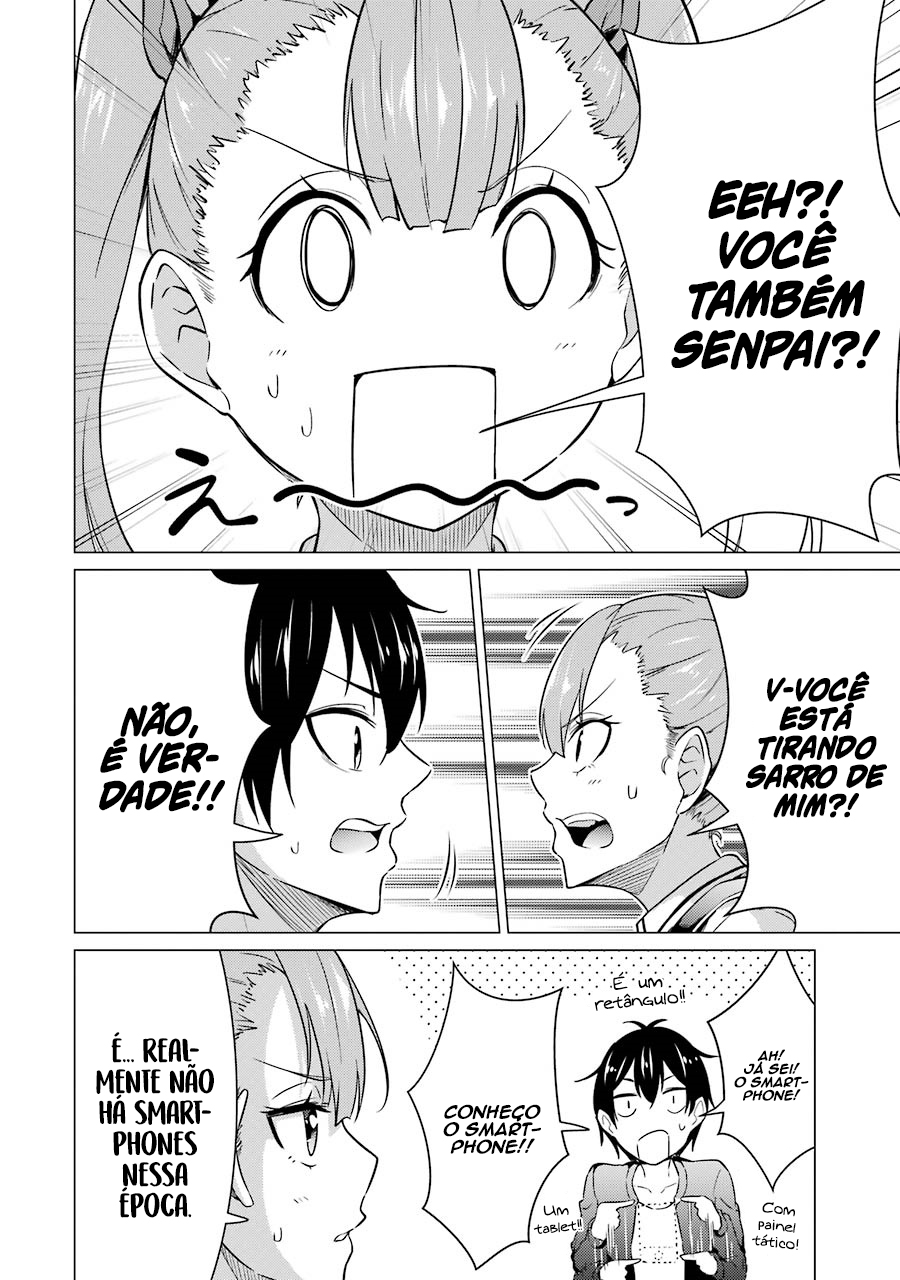 EEH?!
VOCÊ
TAMBÉM
SENPAI?!
えっ
V-VOCÊ
ESTÁ
TIRANDO
SARRO DE
MIM?!
NÃO,
É VER-
DADE!!
AH!
JÁ SEI!
O SMART-
PHONE!
É um
retângulo!!
Com
painel
tático!
Um
tablet!!
CONHEÇO
O SMART-
PHONE!!
É... REAL-
MENTE NÃO
HÁ SMART-
PHONES
NESSA
ÉPOCA.